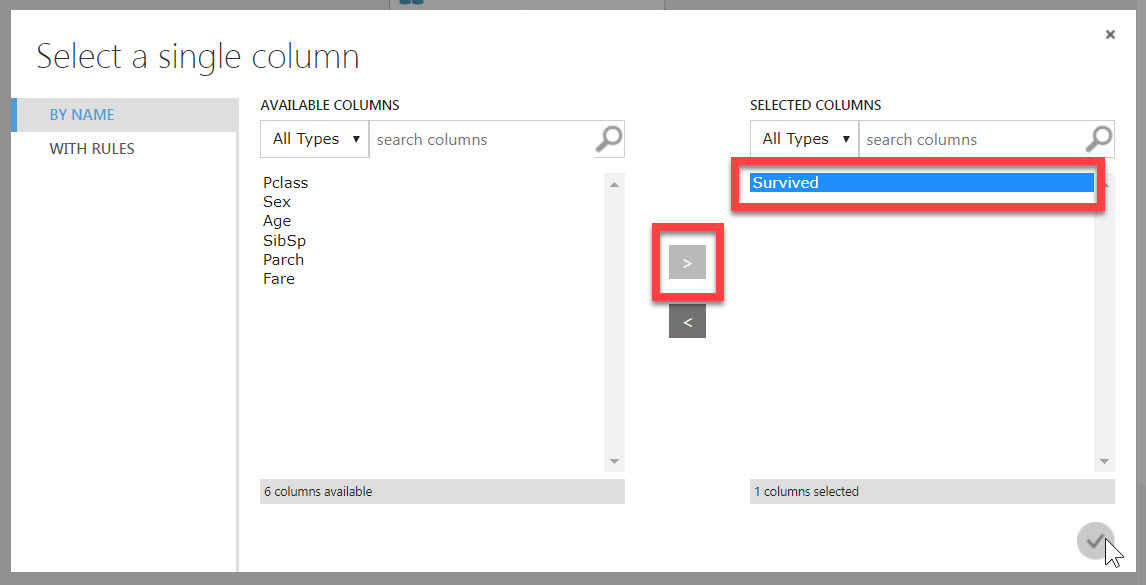 Select a single column
BY NAME
WITH RULES
AVAILABLE COLUMNS
All Types
search columns
Pclass
Sex
Age
SibSp
Parch
Fare
6 columns available
>
<
SELECTED COLUMNS
All Types
search columns
Survived
1 columns selected